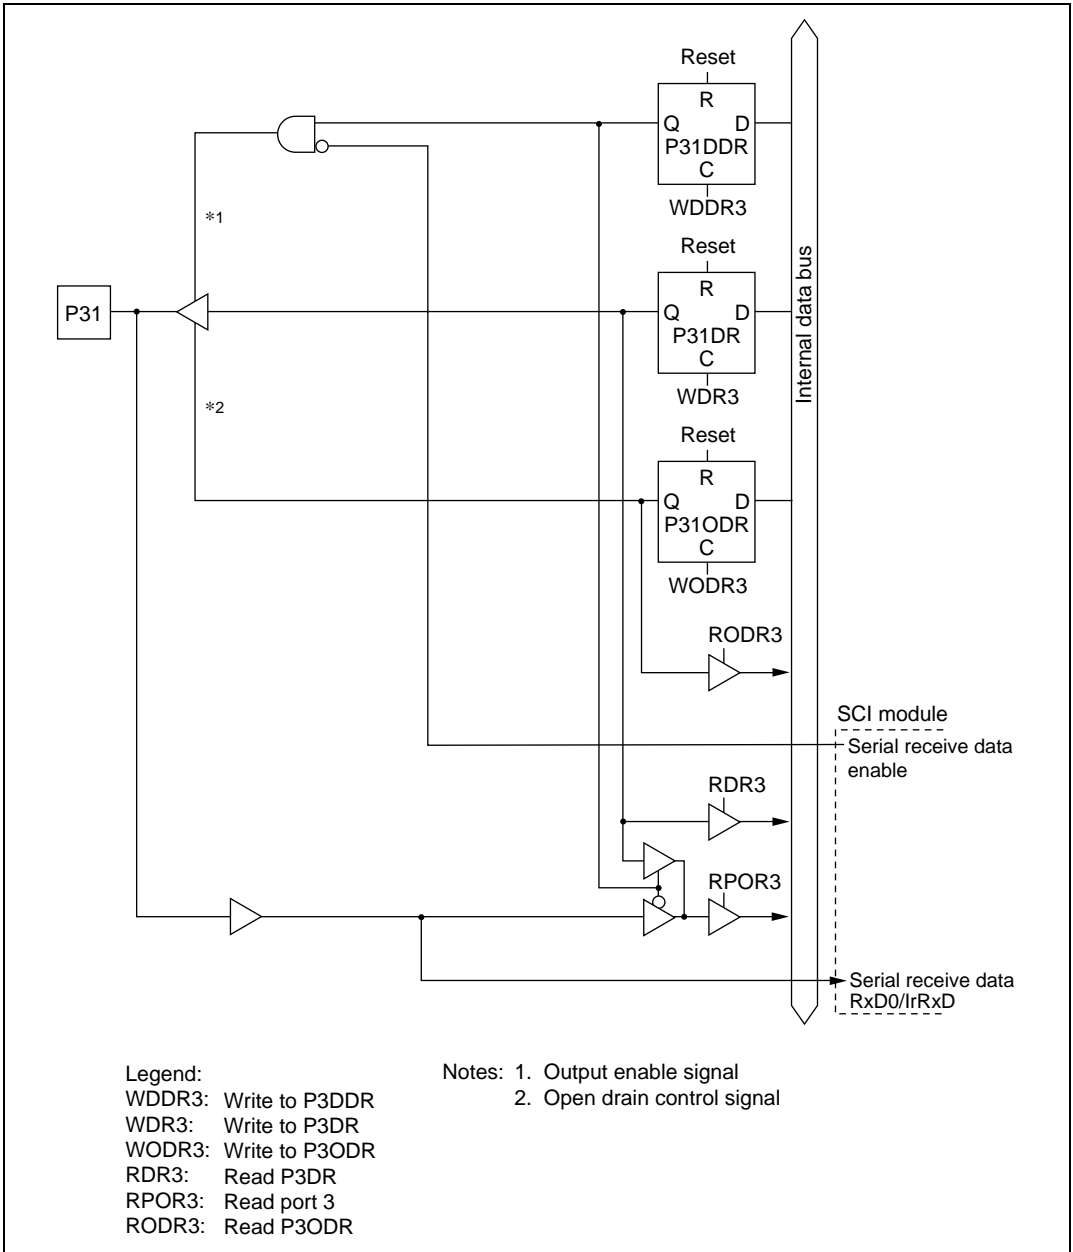 Reset
R
Q D
P31DDR
C
WDDR3
*1
Reset
R
P31
Q D
P31DR
C
Internal data bus
WDR3
*2
Reset
R
Q D
P31ODR
C
WODR3
RODR3
SCI module
Serial receive data
enable
RDR3
RPOR3
Serial receive data
RxD0/IrRxD
Legend:
WDDR3: Write to P3DDR
WDR3: Write to P3DR
WODR3: Write to P3ODR
RDR3: Read P3DR
RPOR3: Read port 3
RODR3: Read P3ODR
Notes: 1. Output enable signal
2. Open drain control signal